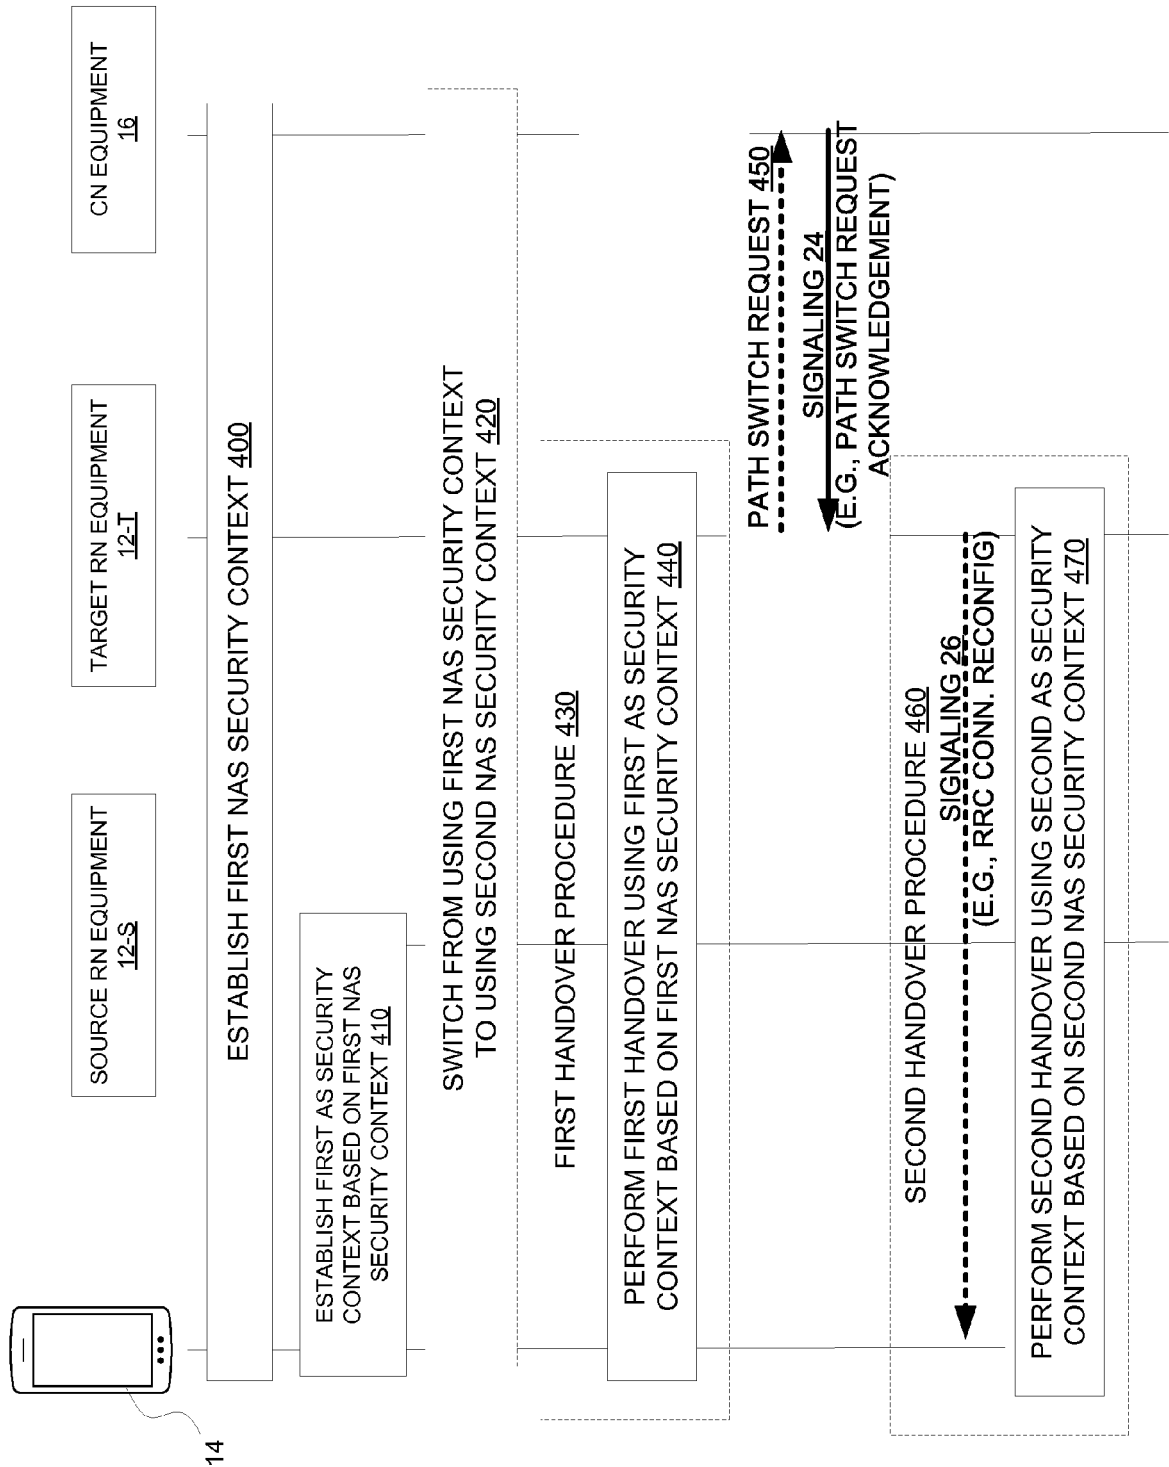 14
SOURCE RN EQUIPMENT
12-S
TARGET RN EQUIPMENT
12-T
CN EQUIPMENT
16
ESTABLISH FIRST NAS SECURITY CONTEXT 400
ESTABLISH FIRST AS SECURITY
CONTEXT BASED ON FIRST NAS
SECURITY CONTEXT 410
SWITCH FROM USING FIRST NAS SECURITY CONTEXT
TO USING SECOND NAS SECURITY CONTEXT 420
FIRST HANDOVER PROCEDURE 430
PERFORM FIRST HANDOVER USING FIRST AS SECURITY
CONTEXT BASED ON FIRST NAS SECURITY CONTEXT 440
PATH SWITCH REQUEST 450
SIGNALING 24
(E.G., PATH SWITCH REQUEST
ACKNOWLEDGEMENT)
SECOND HANDOVER PROCEDURE 460
SIGNALING 26
(E.G., RRC CONN. RECONFIG)
PERFORM SECOND HANDOVER USING SECOND AS SECURITY
CONTEXT BASED ON SECOND NAS SECURITY CONTEXT 470